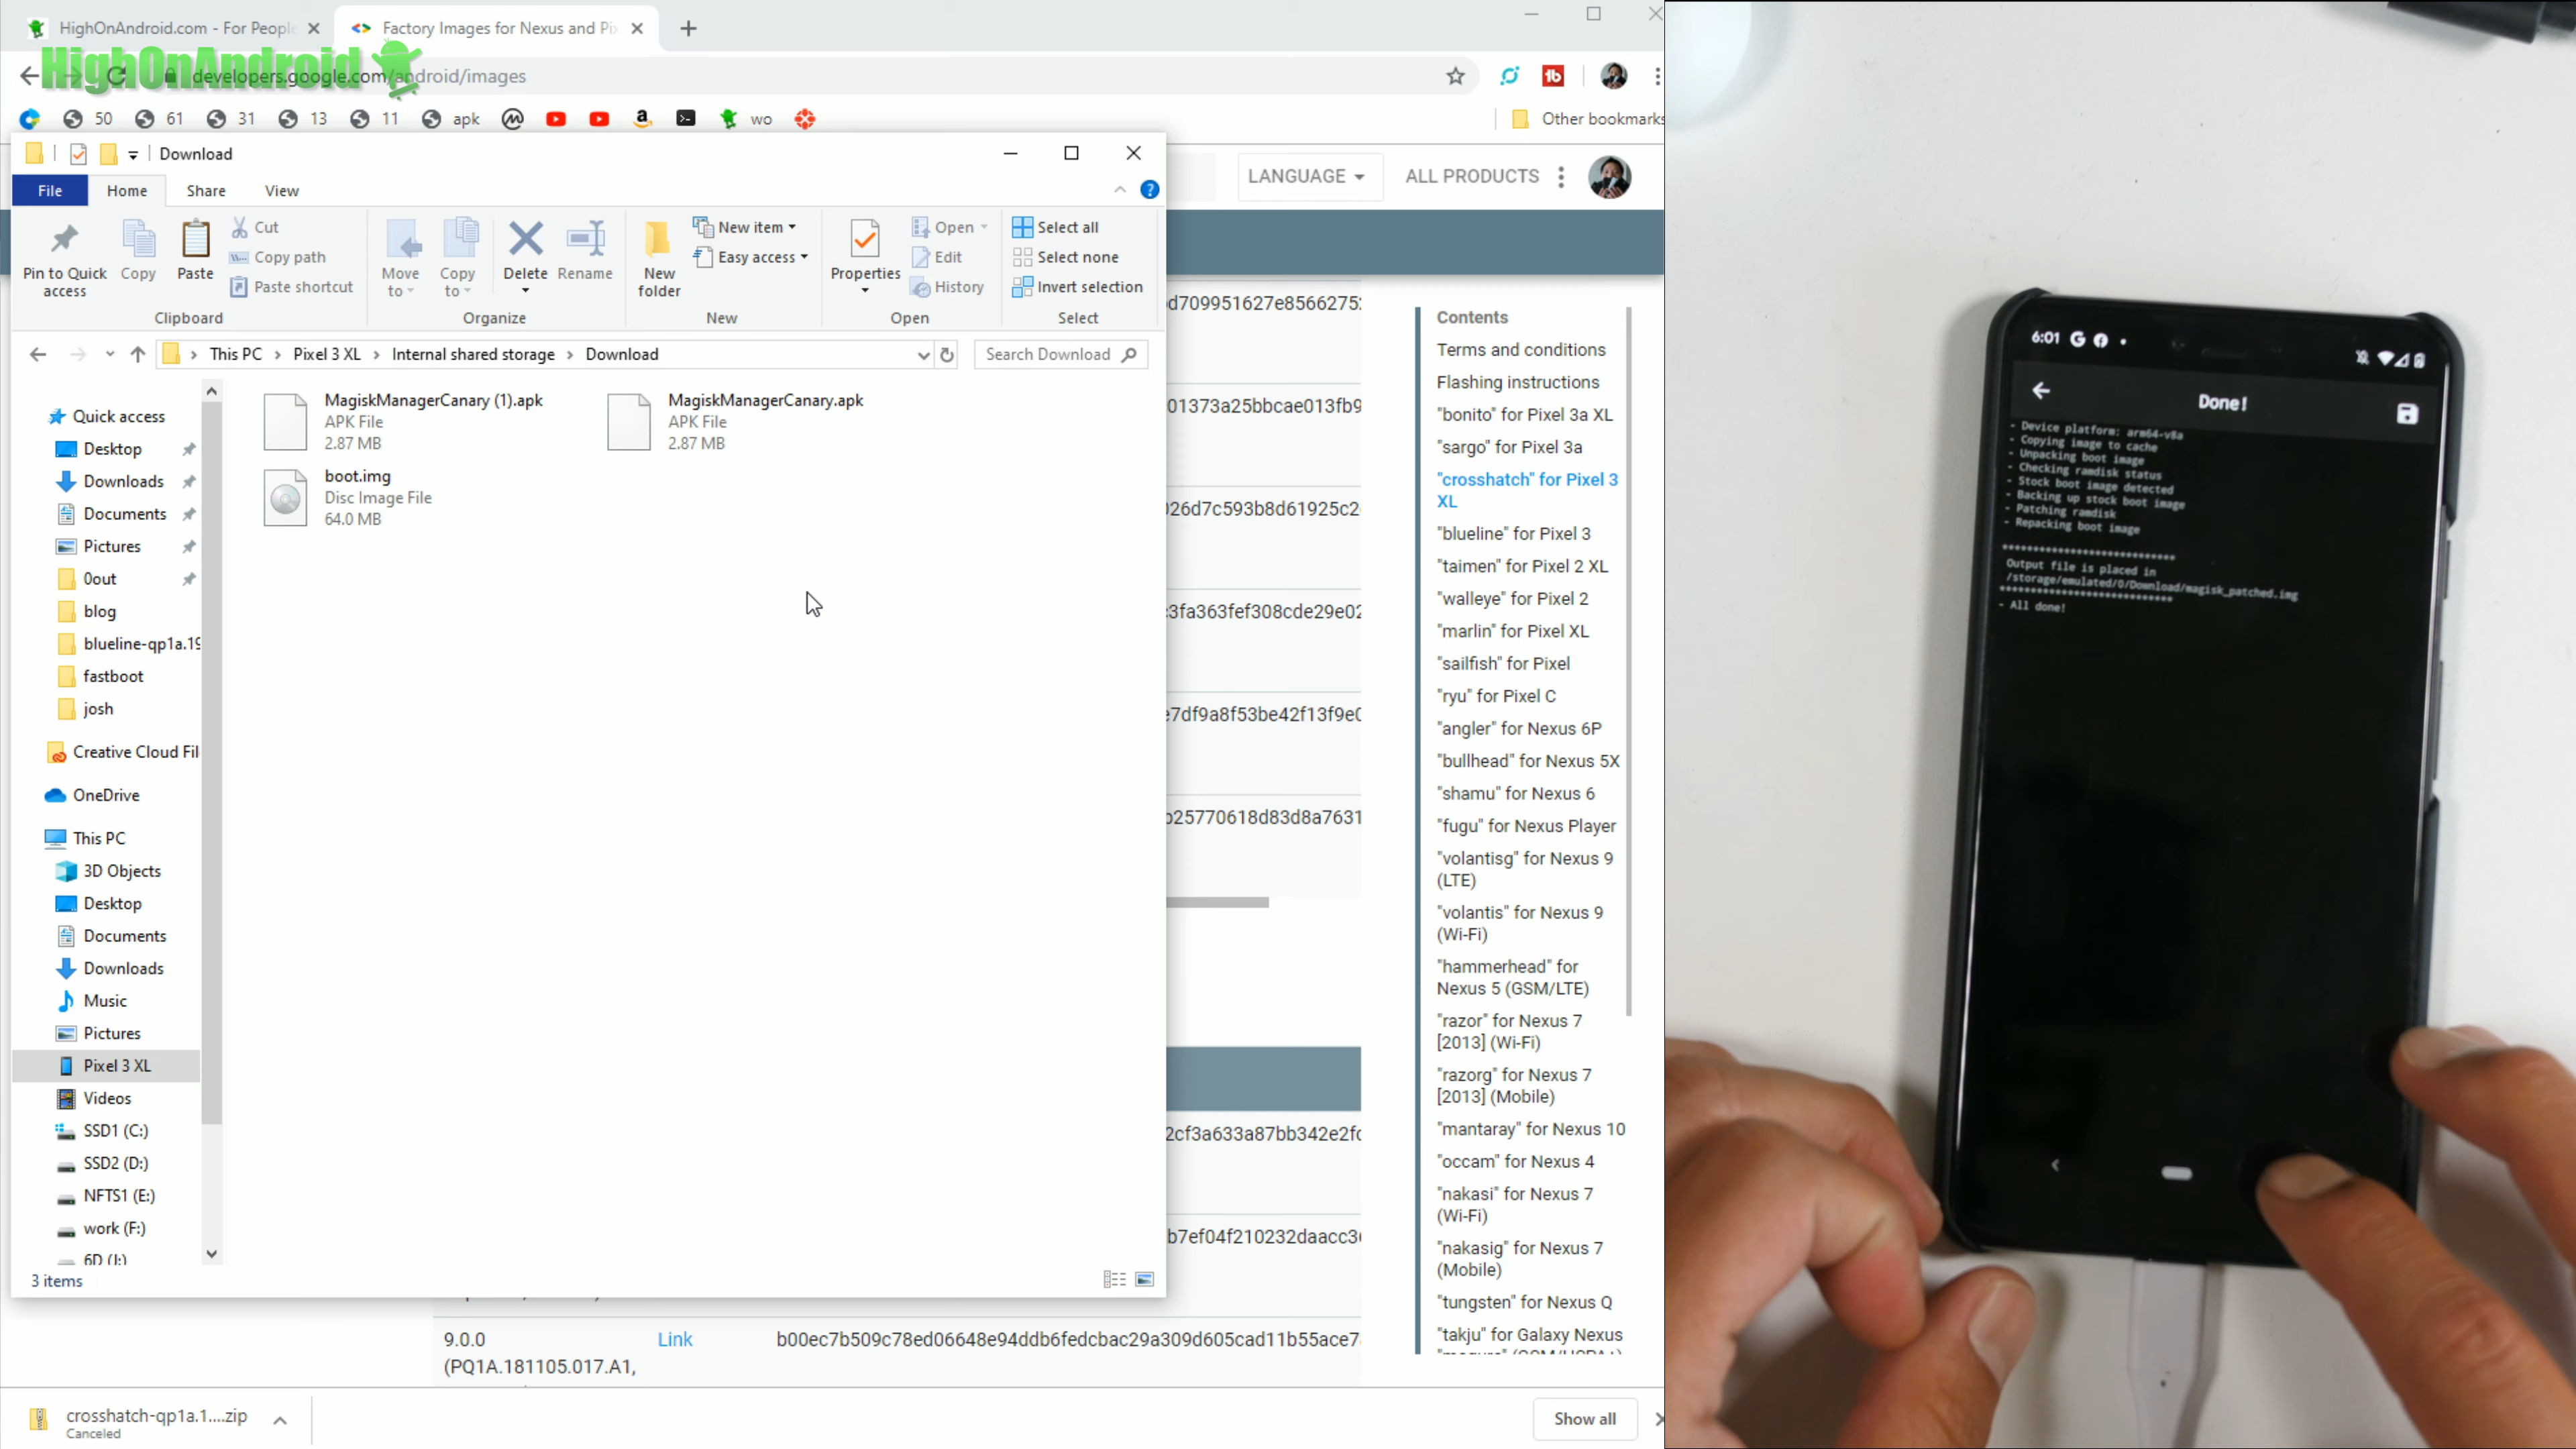 HighOnAndroid.com - For People
Factory Images for Nexus and Pix
HighOnAndroid
developers.google.com/android/images
50
61
31
13
11
apk
wo
Other bookmarks
Download
File
Home
Share
View
LANGUAGE
ALL PRODUCTS
Pin to Quick access
Copy
Paste
Cut
Copy path
Paste shortcut
Clipboard
Move to
Copy to
Delete
Rename
Organize
New folder
New item
Easy access
New
Properties
Open
Edit
History
Open
Select all
Select none
Invert selection
Select
This PC > Pixel 3 XL > Internal shared storage > Download
Search Download
Quick access
Desktop
Downloads
Documents
Pictures
0out
blog
blueline-qp1a.19
fastboot
josh
Creative Cloud Fil
OneDrive
This PC
3D Objects
Desktop
Documents
Downloads
Music
Pictures
Pixel 3 XL
Videos
SSD1 (C:)
SSD2 (D:)
NFTS1 (E:)
work (F:)
6D (I:)
MagiskManagerCanary (1).apk
APK File
2.87 MB
MagiskManagerCanary.apk
APK File
2.87 MB
boot.img
Disc Image File
64.0 MB
3 items
d709951627e8566275
01373a25bbcae013fb9
026d7c593b8d61925c2
3fa363fef308cde29e02
e7df9a8f53be42f13f9e0
b25770618d83d8a7631
2cf3a633a87bb342e2fc
b7ef04f210232daacc3
9.0.0
(PQ1A.181105.017.A1,
Link
b00ec7b509c78ed06648e94ddb6fedcbac29a309d605cad11b55ace7
Contents
Terms and conditions
Flashing instructions
"bonito" for Pixel 3a XL
"sargo" for Pixel 3a
"crosshatch" for Pixel 3
XL
"blueline" for Pixel 3
"taimen" for Pixel 2 XL
"walleye" for Pixel 2
"marlin" for Pixel XL
"sailfish" for Pixel
"ryu" for Pixel C
"angler" for Nexus 6P
"bullhead" for Nexus 5X
"shamu" for Nexus 6
"fugu" for Nexus Player
"volantisg" for Nexus 9
(LTE)
"volantis" for Nexus 9
(Wi-Fi)
"hammerhead" for
Nexus 5 (GSM/LTE)
"razor" for Nexus 7
[2013] (Wi-Fi)
"razorg" for Nexus 7
[2013] (Mobile)
"mantaray" for Nexus 10
"occam" for Nexus 4
"nakasi" for Nexus 7
(Wi-Fi)
"nakasig" for Nexus 7
(Mobile)
"tungsten" for Nexus Q
"takju" for Galaxy Nexus
crosshatch-qp1a.1....zip
Canceled
Show all
6:01
Done!
- Device platform: arm64-v8a
- Copying image to cache
- Unpacking boot image
- Checking ramdisk status
- Stock boot image detected
- Backing up stock boot image
- Patching ramdisk
- Repacking boot image
****************************
Output file is placed in
/storage/emulated/0/Download/magisk_patched.img
****************************
- All done!